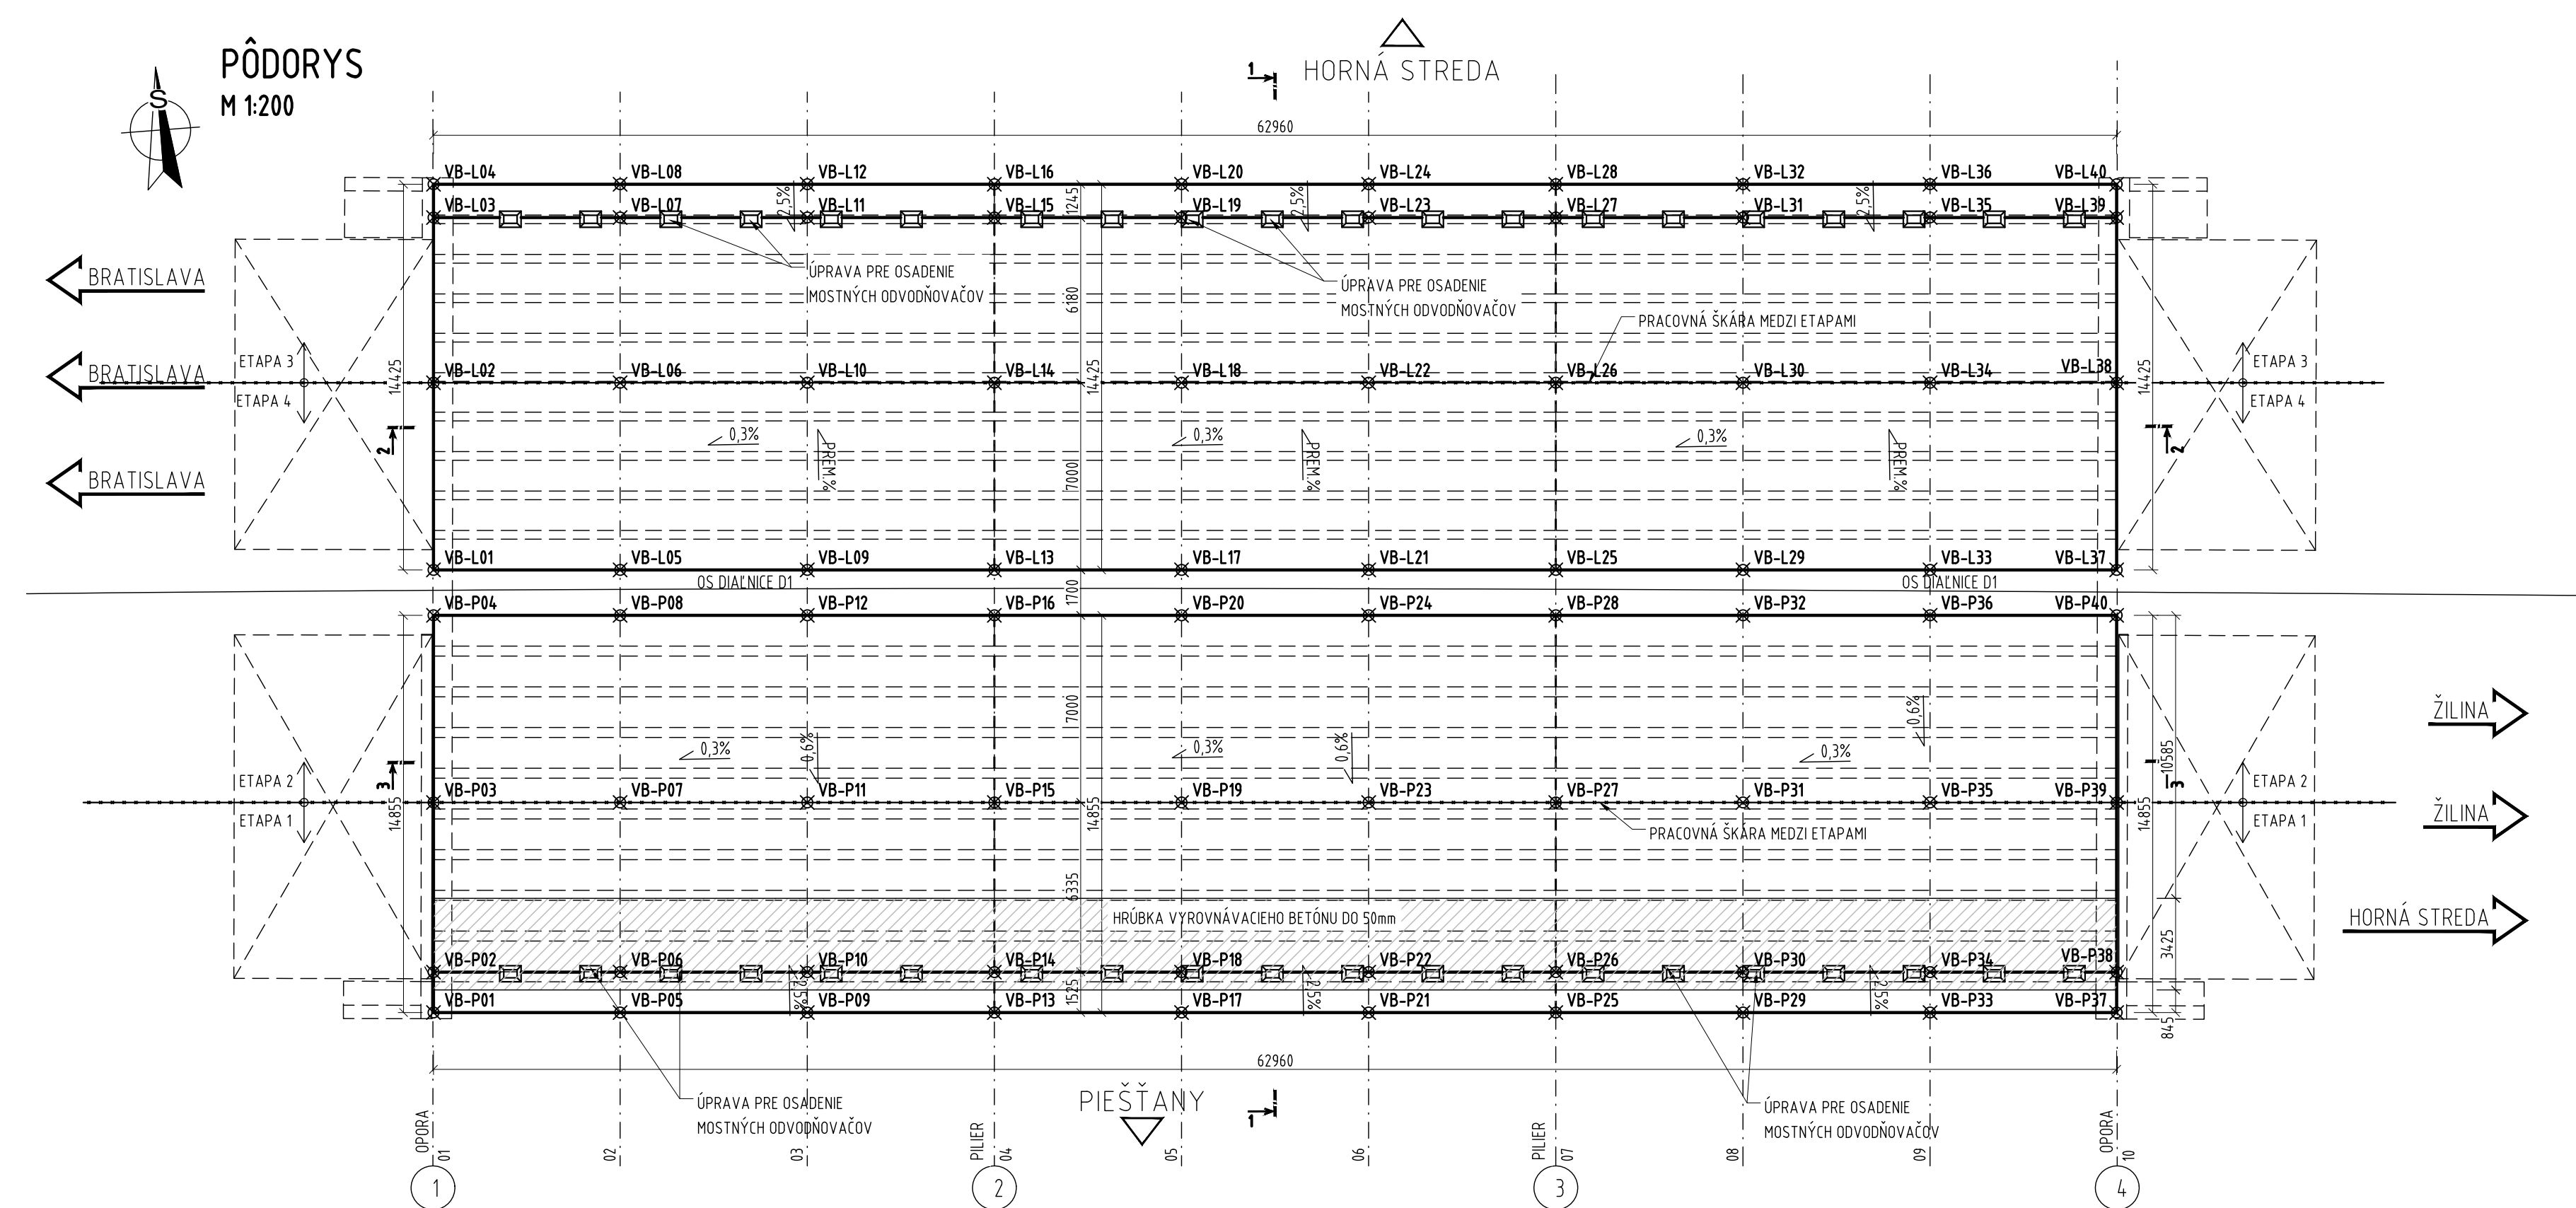 PÔDORYS
M 1:200
S
1
HORNÁ STREDA
62960
VB-L04 VB-L08 VB-L12 VB-L16 VB-L20 VB-L24 VB-L28 VB-L32 VB-L36 VB-L40
2,5% 1245 2,5% 2,5%
VB-L03 VB-L07 VB-L11 VB-L15 VB-L19 VB-L23 VB-L27 VB-L31 VB-L35 VB-L39
BRATISLAVA
ÚPRAVA PRE OSADENIE
MOSTNÝCH ODVODŇOVAČOV
ÚPRAVA PRE OSADENIE
MOSTNÝCH ODVODŇOVAČOV
6180
PRACOVNÁ ŠKÁRA MEDZI ETAPAMI
ETAPA 3
ETAPA 3
BRATISLAVA
14425
14425
14425
VB-L02 VB-L06 VB-L10 VB-L14 VB-L18 VB-L22 VB-L26 VB-L30 VB-L34 VB-L38
ETAPA 4
ETAPA 4
2
0,3% 0,3% 0,3%
2
PREM.% PREM.% PREM.%
BRATISLAVA
7000
VB-L01 VB-L05 VB-L09 VB-L13 VB-L17 VB-L21 VB-L25 VB-L29 VB-L33 VB-L37
OS DIAĽNICE D1
1700
OS DIAĽNICE D1
VB-P04 VB-P08 VB-P12 VB-P16 VB-P20 VB-P24 VB-P28 VB-P32 VB-P36 VB-P40
7000
0,6% 0,6% 0,6%
ŽILINA
0,3% 0,3% 0,3%
10585
ETAPA 2
ETAPA 2
3
3
VB-P03 VB-P07 VB-P11 VB-P15 VB-P19 VB-P23 VB-P27 VB-P31 VB-P35 VB-P39
14855
14855
14855
ETAPA 1
ETAPA 1
ŽILINA
PRACOVNÁ ŠKÁRA MEDZI ETAPAMI
6335
HRÚBKA VYROVNÁVACIEHO BETÓNU DO 50mm
HORNÁ STREDA
3425
VB-P02 VB-P06 VB-P10 VB-P14 VB-P18 VB-P22 VB-P26 VB-P30 VB-P34 VB-P38
2,5% 1525 2,5% 2,5%
VB-P01 VB-P05 VB-P09 VB-P13 VB-P17 VB-P21 VB-P25 VB-P29 VB-P33 VB-P37
845
62960
PIEŠŤANY
1
ÚPRAVA PRE OSADENIE
MOSTNÝCH ODVODŇOVAČOV
ÚPRAVA PRE OSADENIE
MOSTNÝCH ODVODŇOVAČOV
OPORA PILIER PILIER OPORA
01 02 03 04 05 06 07 08 09 10
1 2 3 4